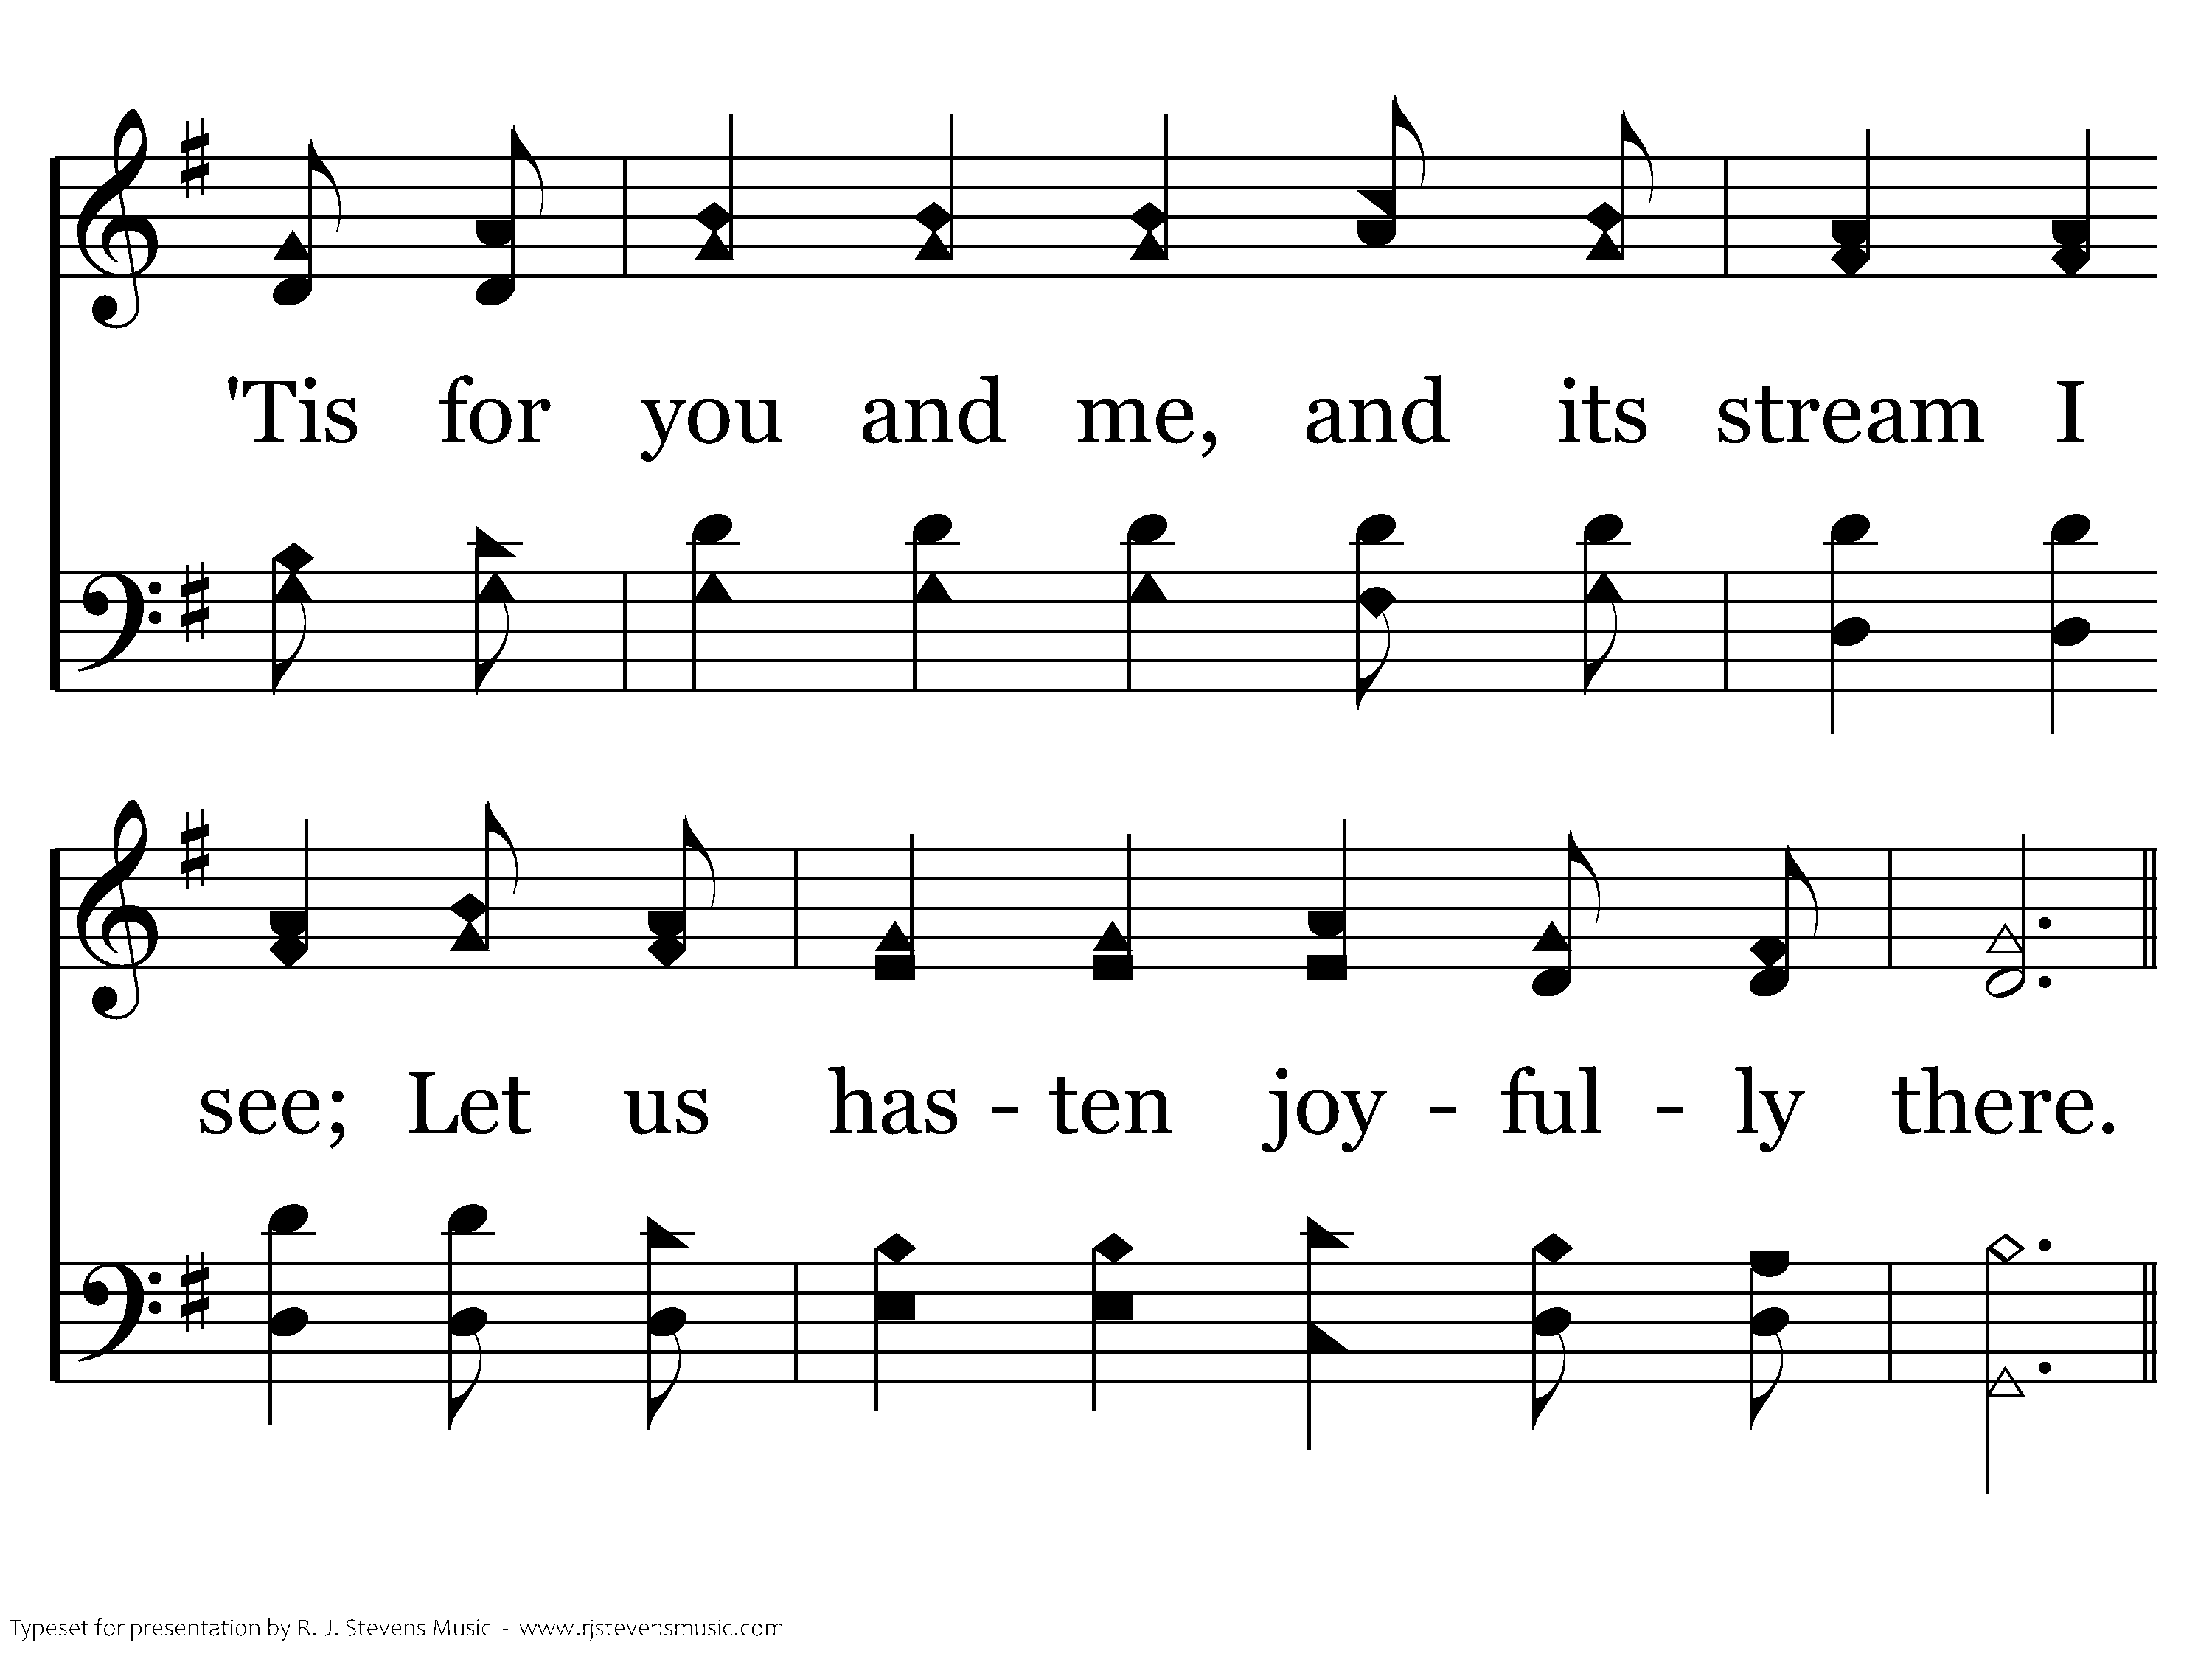 'Tis for you and me, and its stream I
see; Let us has - ten joy - ful - ly there.
Typeset for presentation by R. J. Stevens Music - www.rjstevensmusic.com